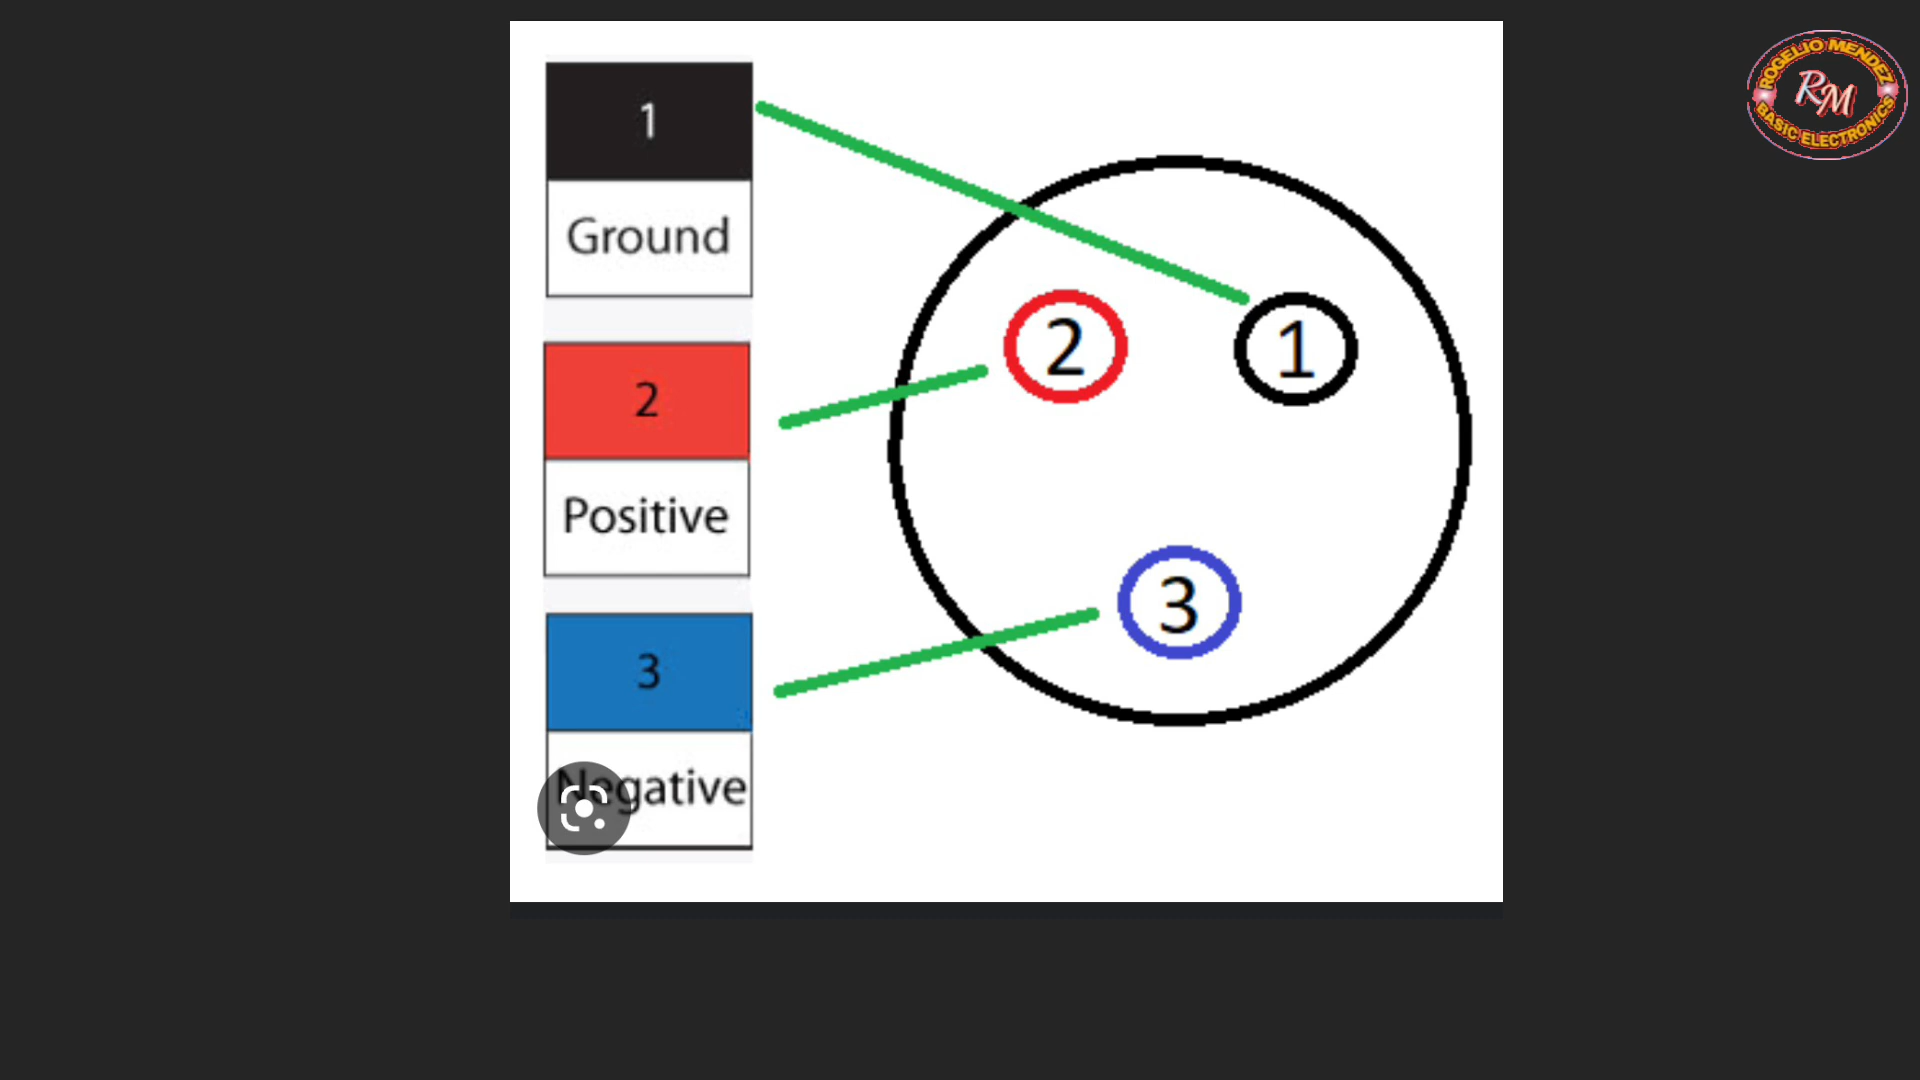 1
Ground
2
Positive
3
Negative
2
1
3
ROGELIO MENDEZ
RM
BASIC ELECTRONICS